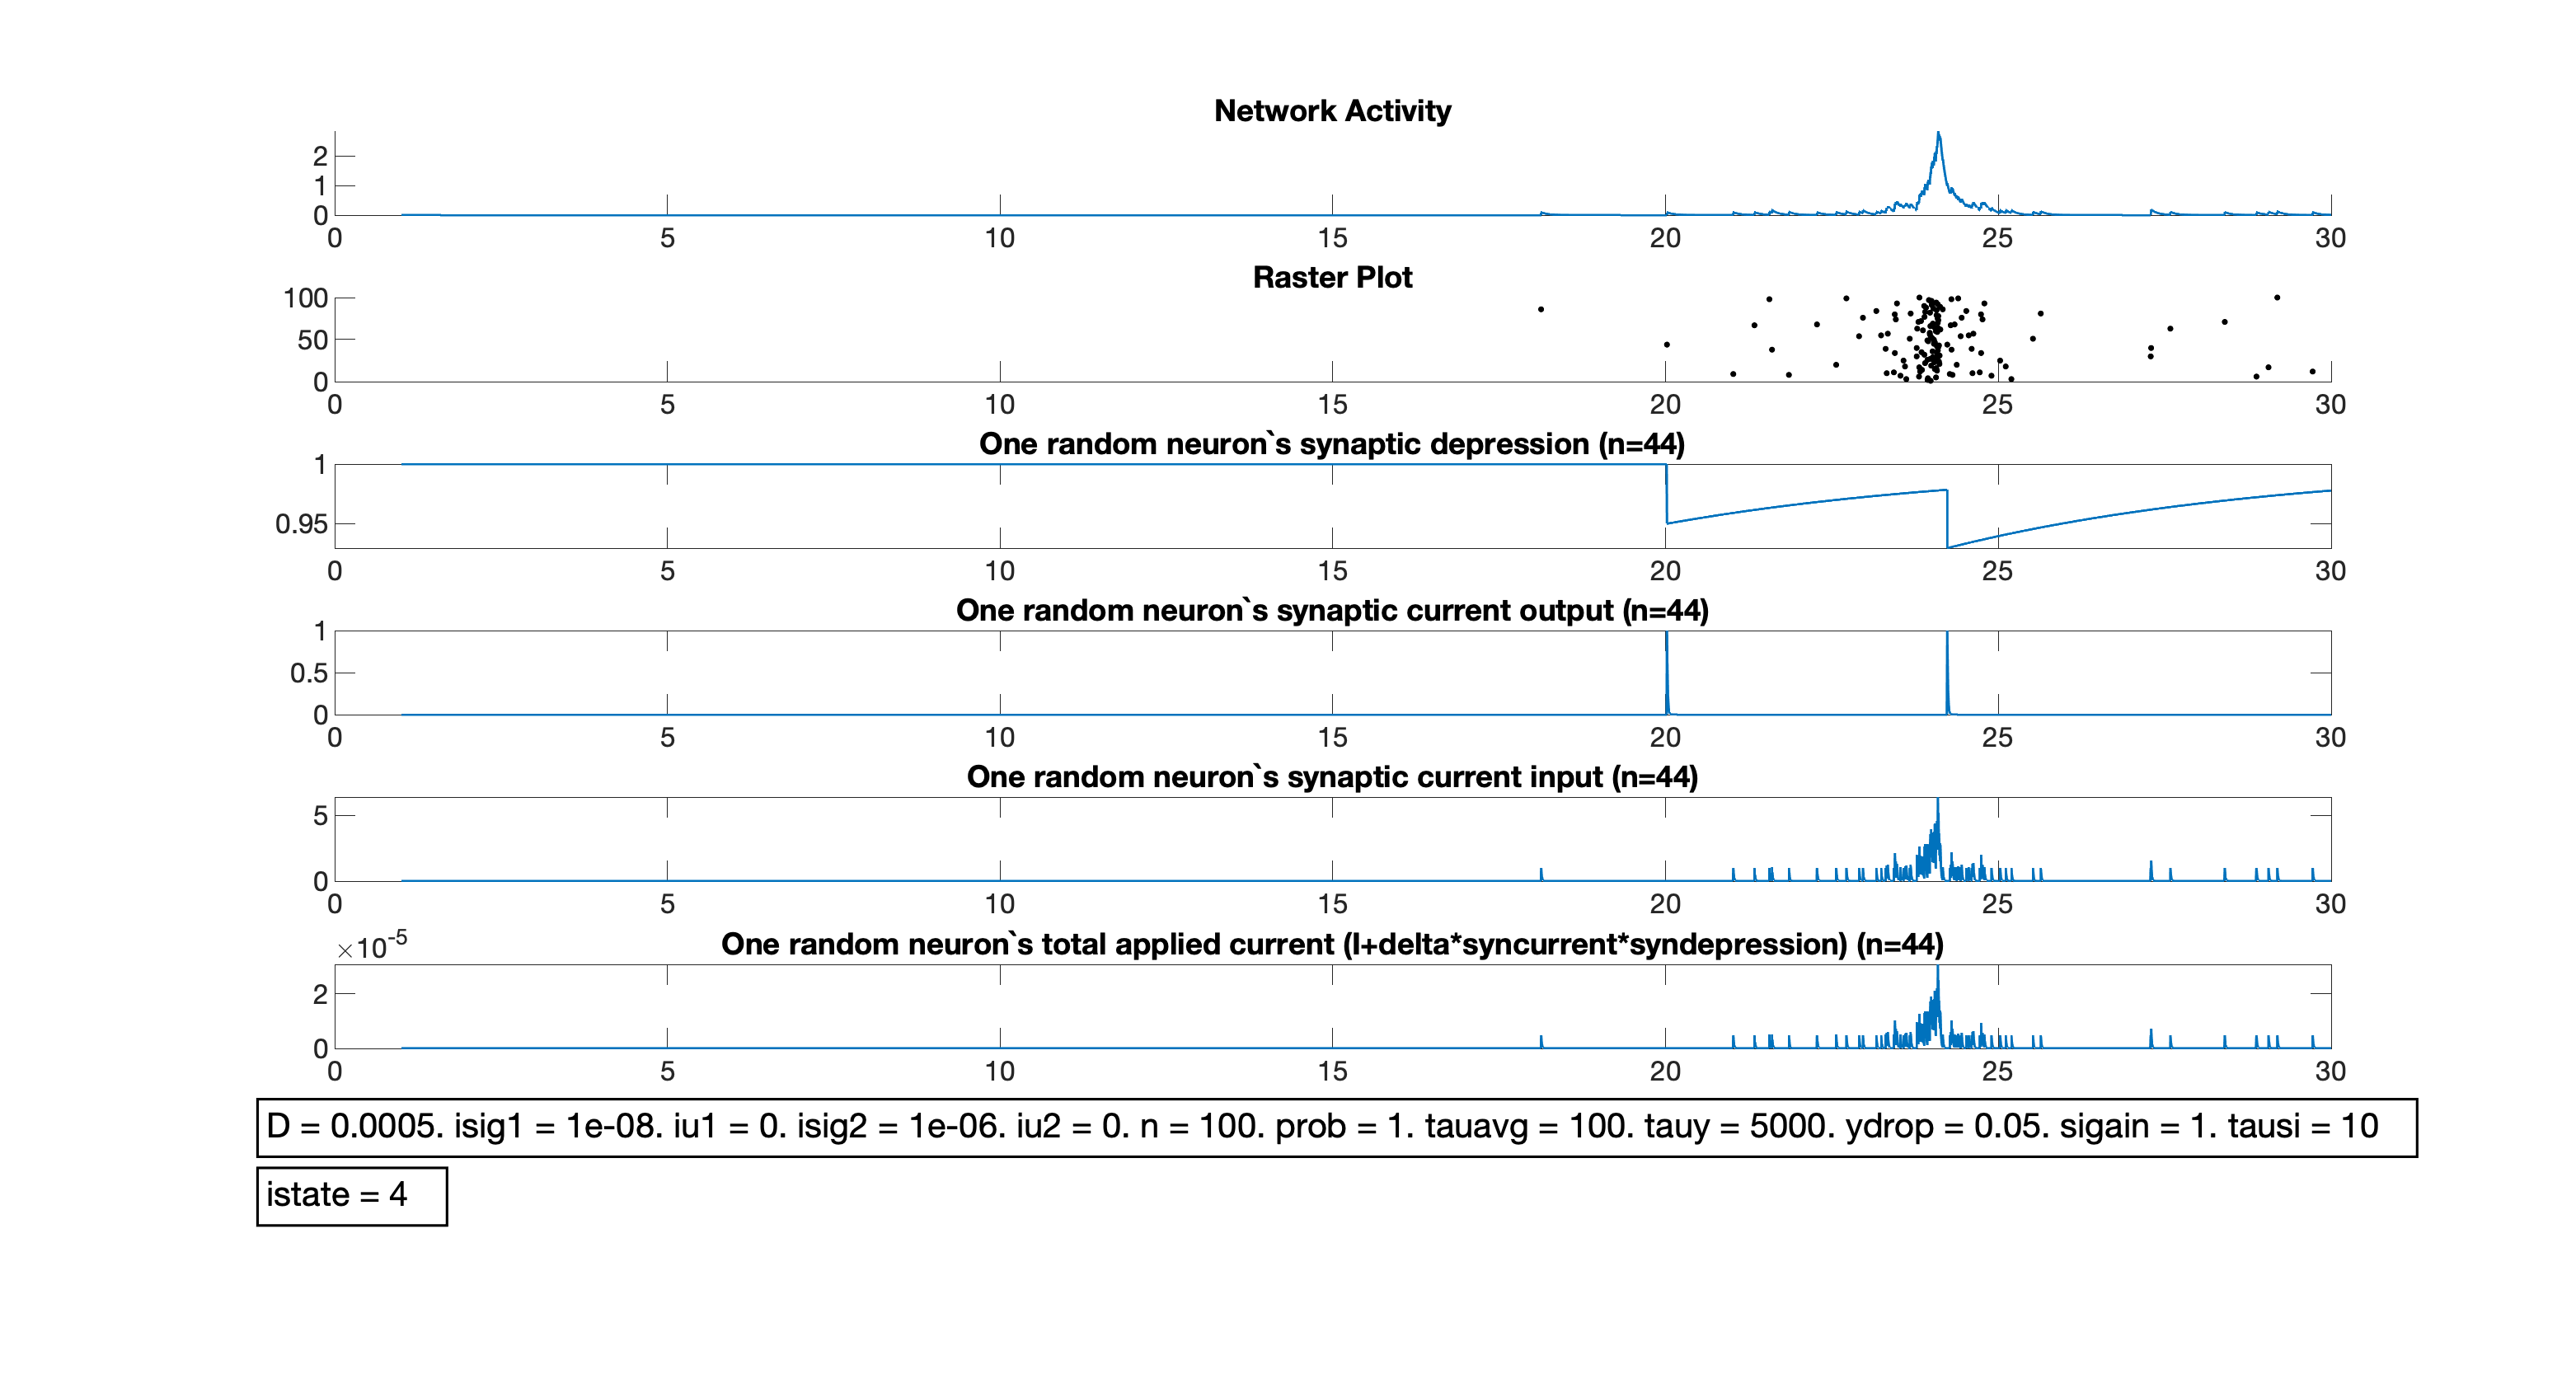 Network Activity
2
1
0
0 5 10 15 20 25 30
Raster Plot
100
50
0
0 5 10 15 20 25 30
One random neuron`s synaptic depression (n=44)
1
0.95
0 5 10 15 20 25 30
One random neuron`s synaptic current output (n=44)
1
0.5
0
0 5 10 15 20 25 30
One random neuron`s synaptic current input (n=44)
5
0
0 5 10 15 20 25 30
×10^-5
One random neuron`s total applied current (I+delta*syncurrent*syndepression) (n=44)
2
0
0 5 10 15 20 25 30
D = 0.0005. isig1 = 1e-08. iu1 = 0. isig2 = 1e-06. iu2 = 0. n = 100. prob = 1. tauavg = 100. tauy = 5000. ydrop = 0.05. sigain = 1. tausi = 10
istate = 4